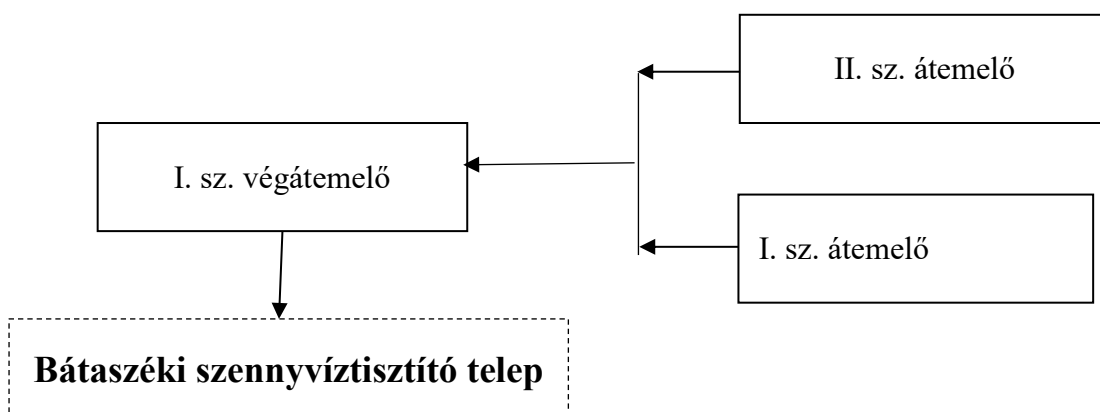 II. sz. átemelő
I. sz. végátemelő
I. sz. átemelő
Bátaszéki szennyvíztisztító telep